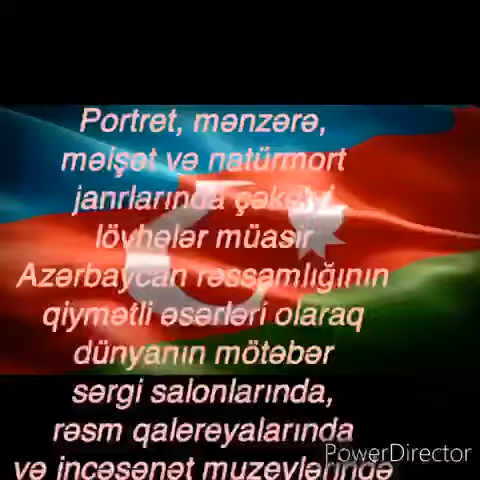 Portret, mənzərə,
məişət və natürmort
janrlarında çəkdiyi
lövhələr müasir
Azərbaycan rəssamlığının
qiymətli əsərləri olaraq
dünyanın mötəbər
sərgi salonlarında,
rəsm qalereyalarında
və incəsənət muzeylərində
PowerDirector